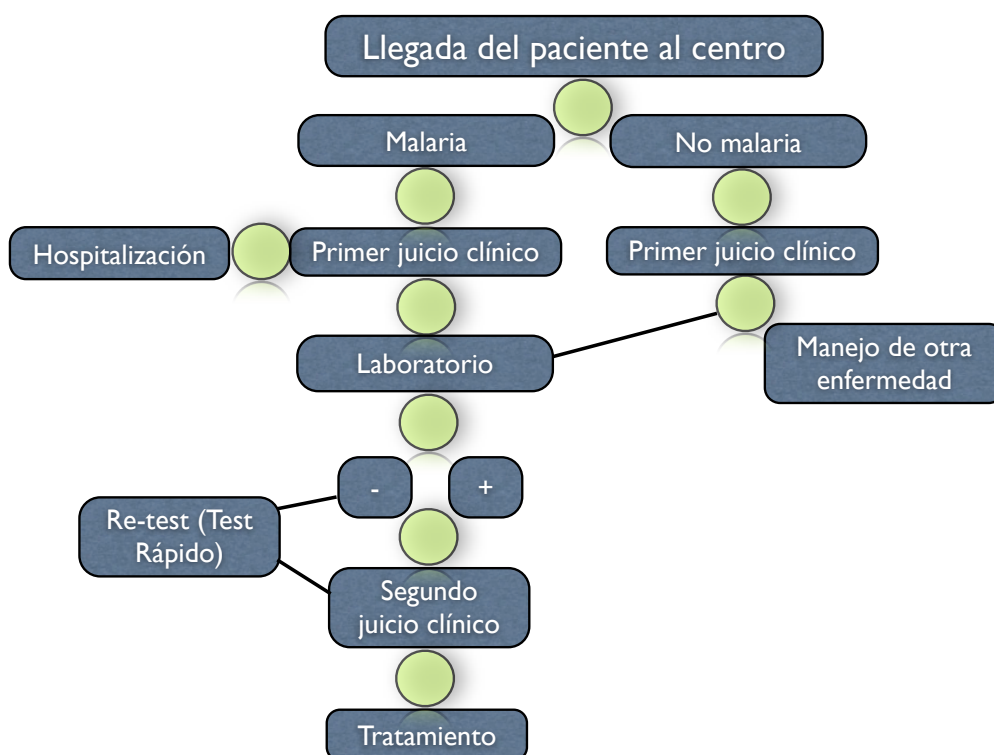 Llegada del paciente al centro
Malaria
No malaria
Hospitalización
Primer juicio clínico
Primer juicio clínico
Laboratorio
Manejo de otra
enfermedad
-
+
Re-test (Test
Rápido)
Segundo
juicio clínico
Tratamiento